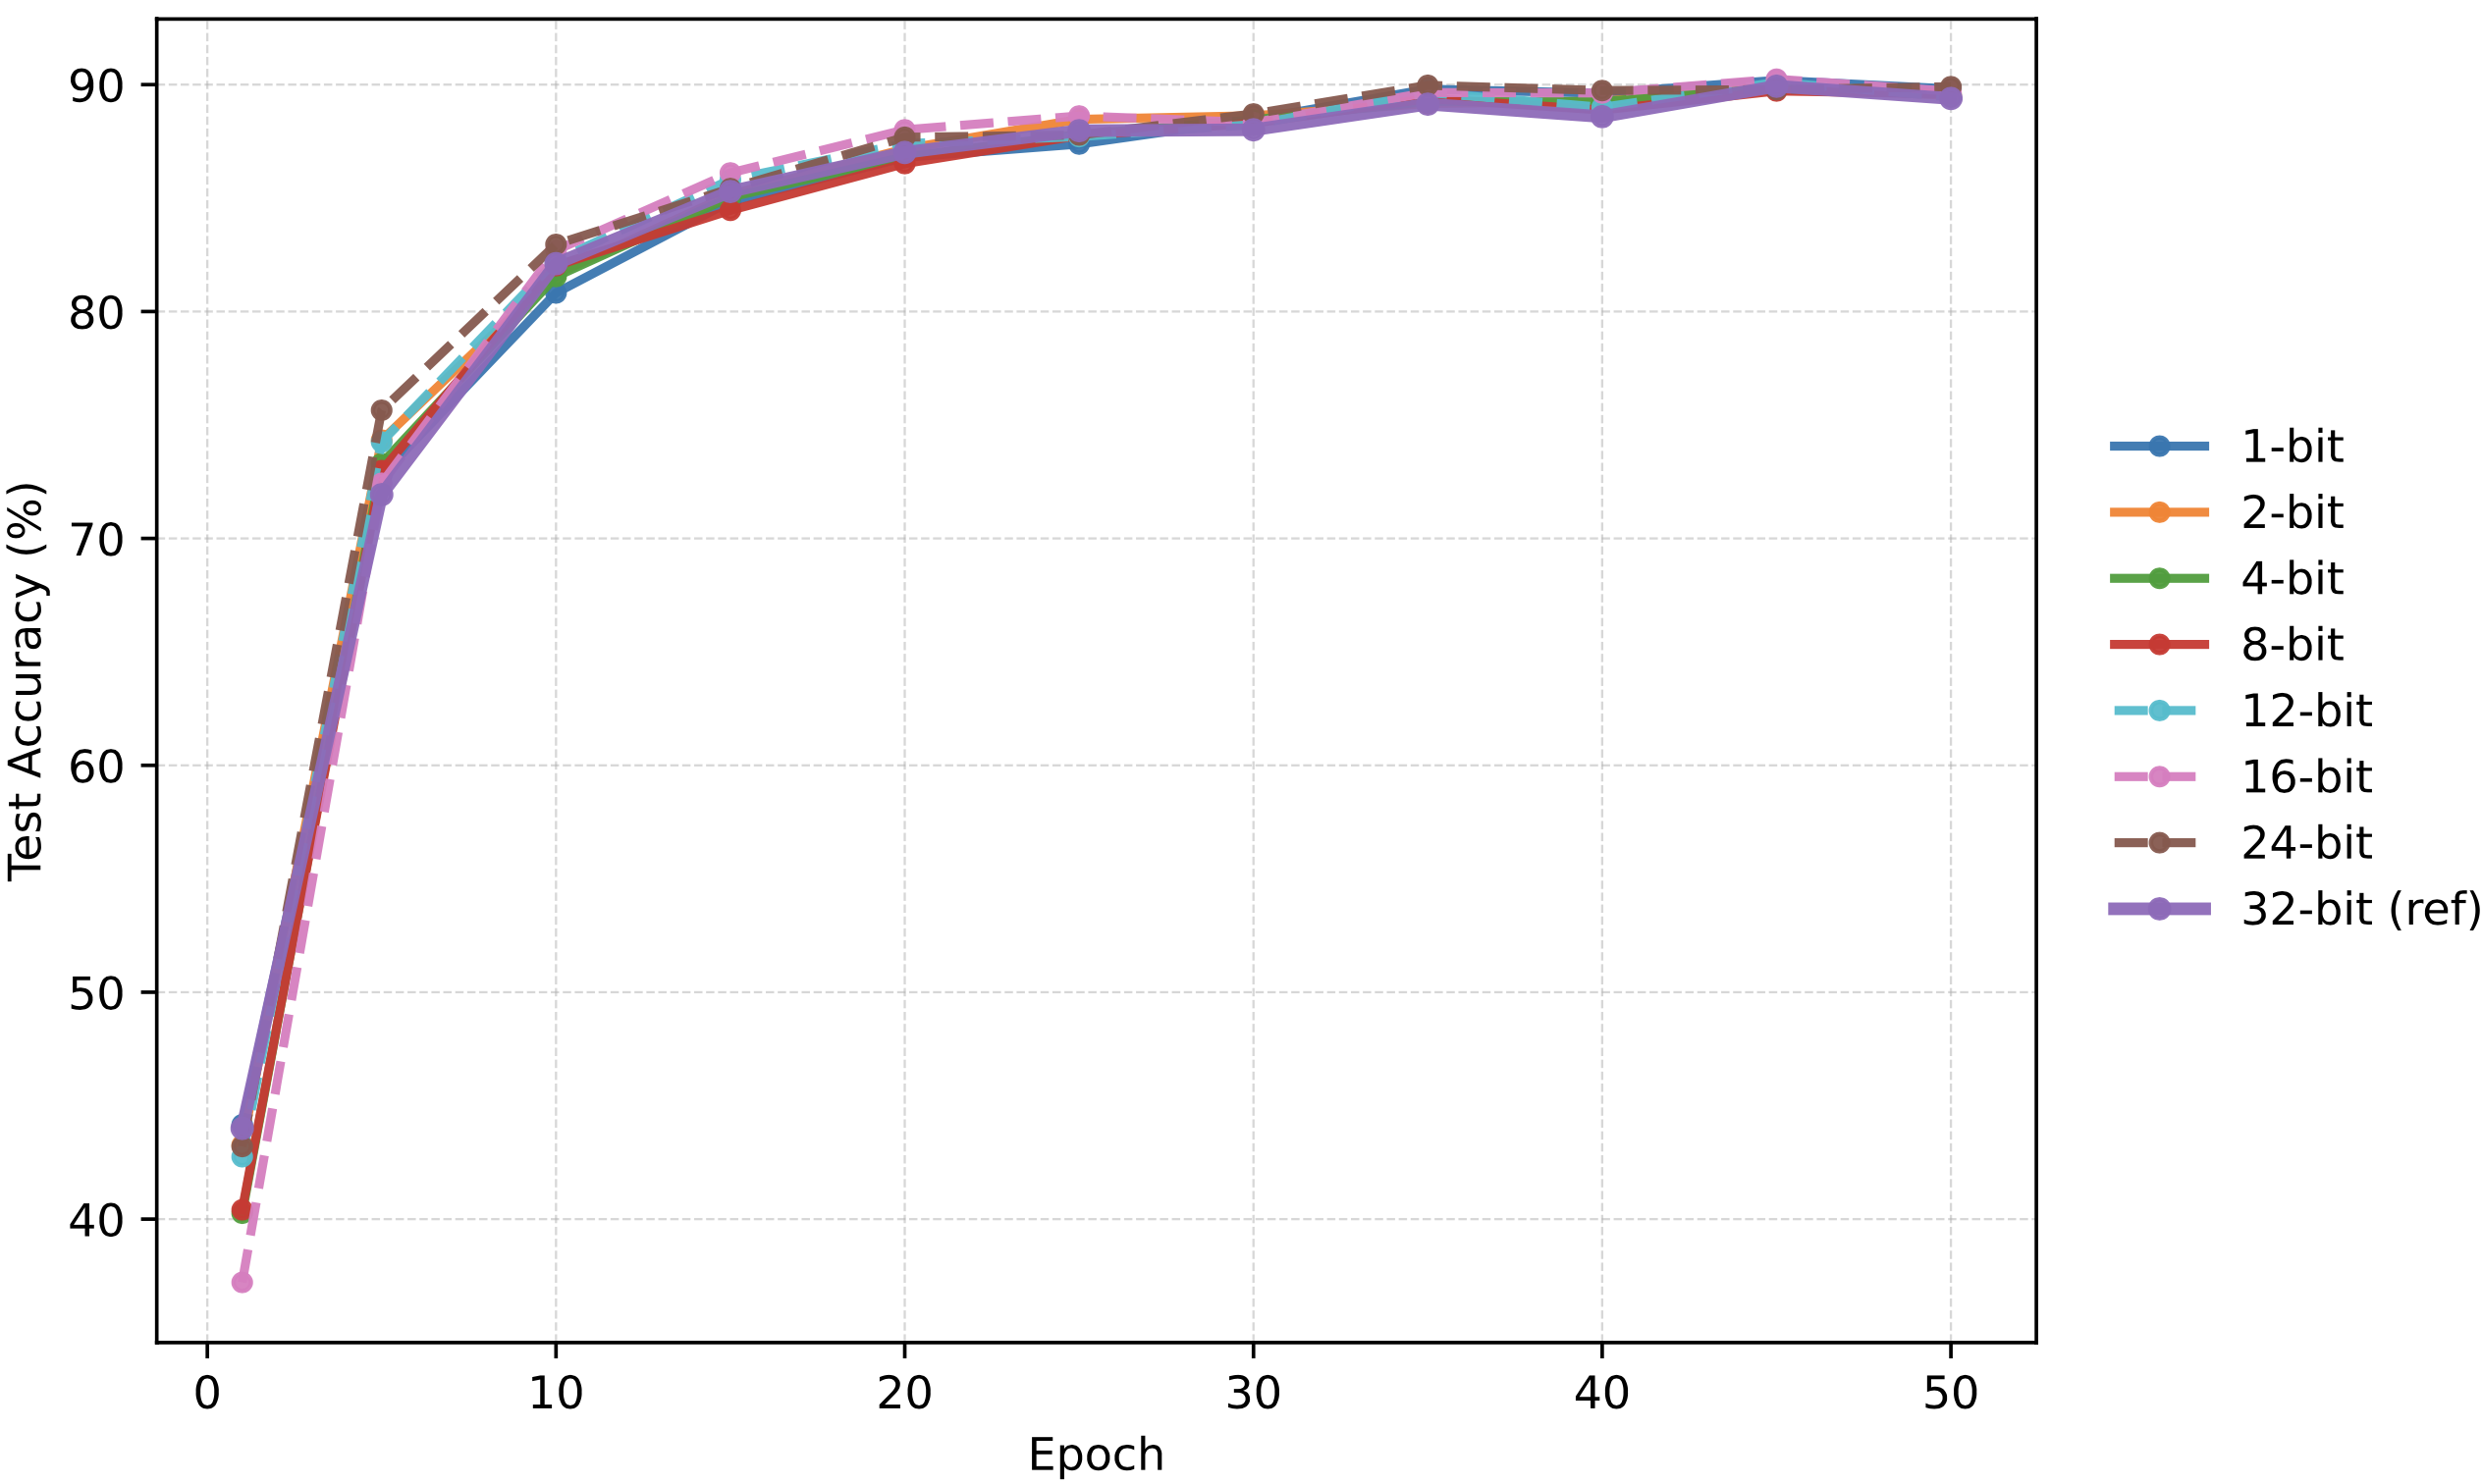 Test Accuracy (%)
90
80
70
60
50
40
0 10 20 30 40 50
Epoch
1-bit
2-bit
4-bit
8-bit
12-bit
16-bit
24-bit
32-bit (ref)